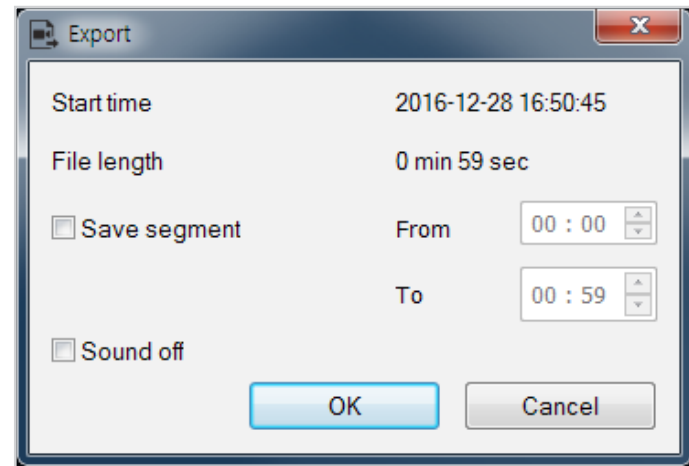 Export
Start time 2016-12-28 16:50:45
File length 0 min 59 sec
Save segment From 00 : 00
To 00 : 59
Sound off
OK Cancel